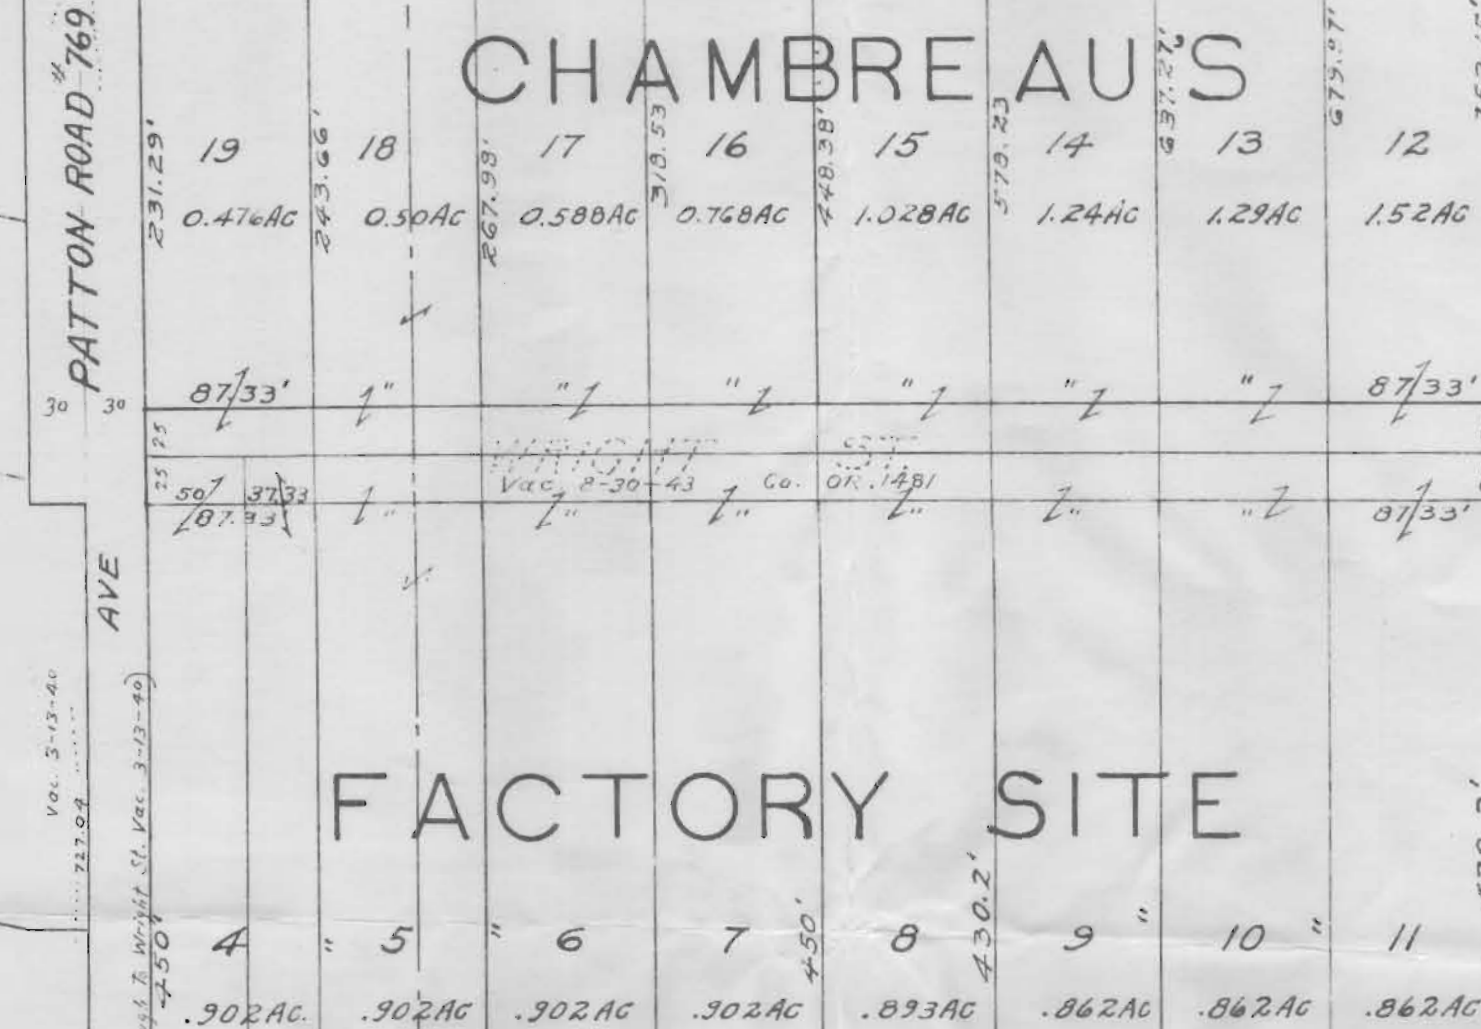 PATTON ROAD #769
CHAMBREAU'S
231.29'
243.66'
267.98'
318.53
448.38'
578.23
637.27'
679.97'
19
18
17
16
15
14
13
12
0.476AC
0.50AC
0.588AC
0.768AC
1.028AC
1.24AC
1.29AC
1.52AC
30
30
87/33'
"
"
"
"
"
"
87/33'
25
25
WRIGHT ST
Vac. 8-30-43 Co. OR. 1481
50
37.33
87.33
"
"
"
"
"
"
87/33'
AVE
Vac. 3-13-40
727.04
To Wright St. Vac. 3-13-40)
FACTORY SITE
450'
450'
430.2'
4
"
5
"
6
7
8
9
"
10
"
11
.902AC.
.902AC
.902AC
.902AC
.893AC
.862AC
.862AC
.862AC